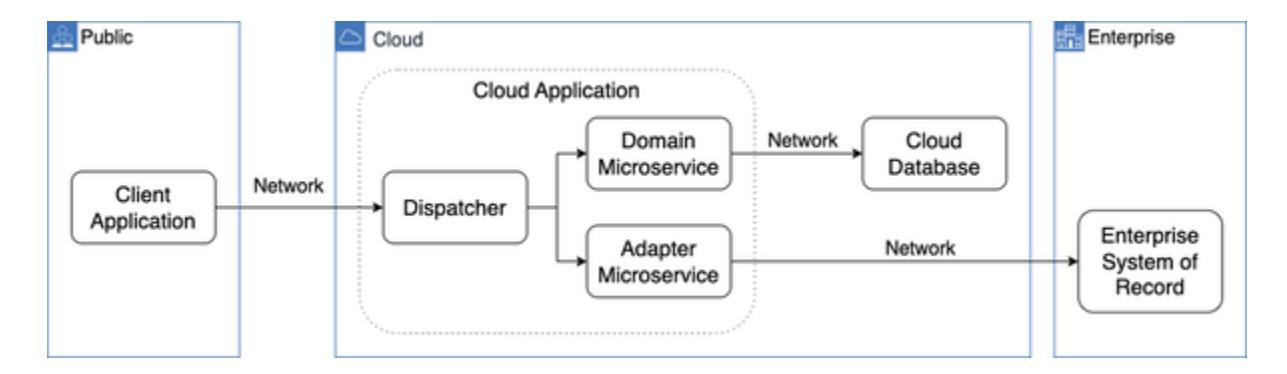 Public
Cloud
Enterprise
Cloud Application
Client
Application
Network
Dispatcher
Domain
Microservice
Network
Cloud
Database
Adapter
Microservice
Network
Enterprise
System of
Record